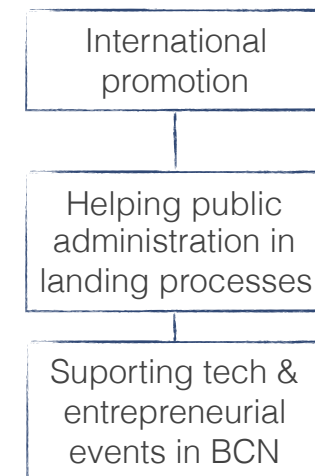 International
promotion
Helping public
administration in
landing processes
Suporting tech &
entrepreneurial
events in BCN